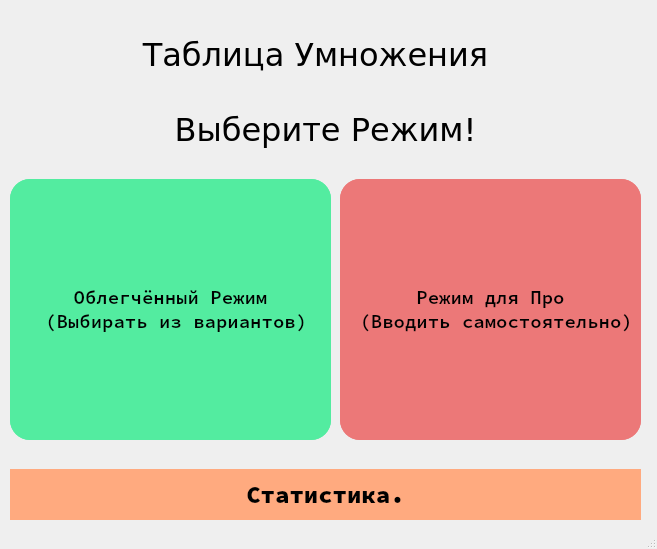 Таблица Умножения
Выберите Режим!
Облегчённый Режим
(Выбирать из вариантов)
Режим для Про
(Вводить самостоятельно)
Статистика.